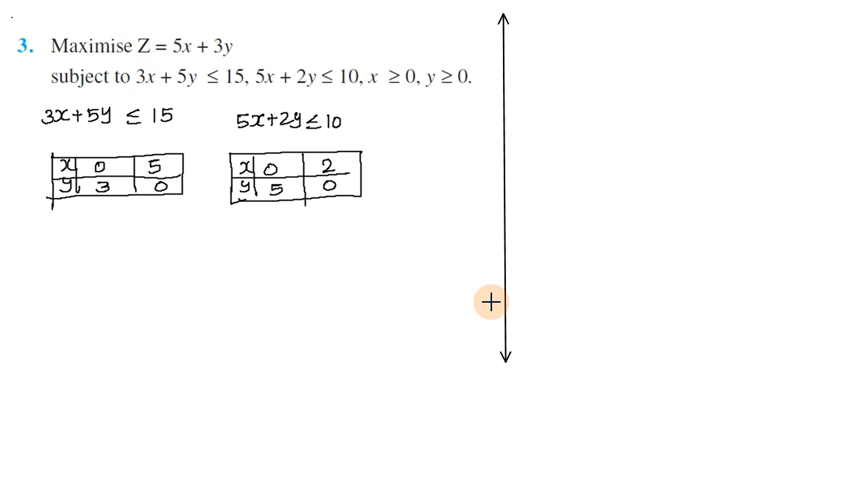 3. Maximise Z = 5x + 3y
subject to 3x + 5y ≤ 15, 5x + 2y ≤ 10, x ≥ 0, y ≥ 0.
3x+5y ≤ 15
5x+2y≤10
x 0 5
y 3 0
x 0 2
y 5 0